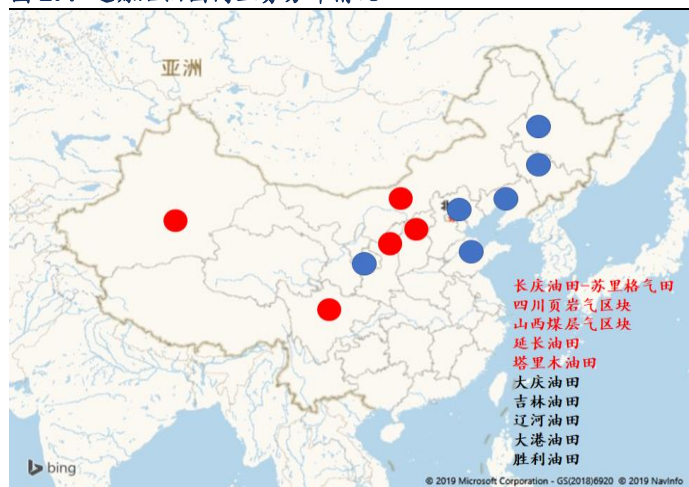 亚洲
北
长庆油田-苏里格气田
四川页岩气区块
山西煤层气区块
延长油田
塔里木油田
大庆油田
吉林油田
辽河油田
大港油田
胜利油田
bing
© 2019 Microsoft Corporation - GS(2018)6920 © 2019 NavInfo